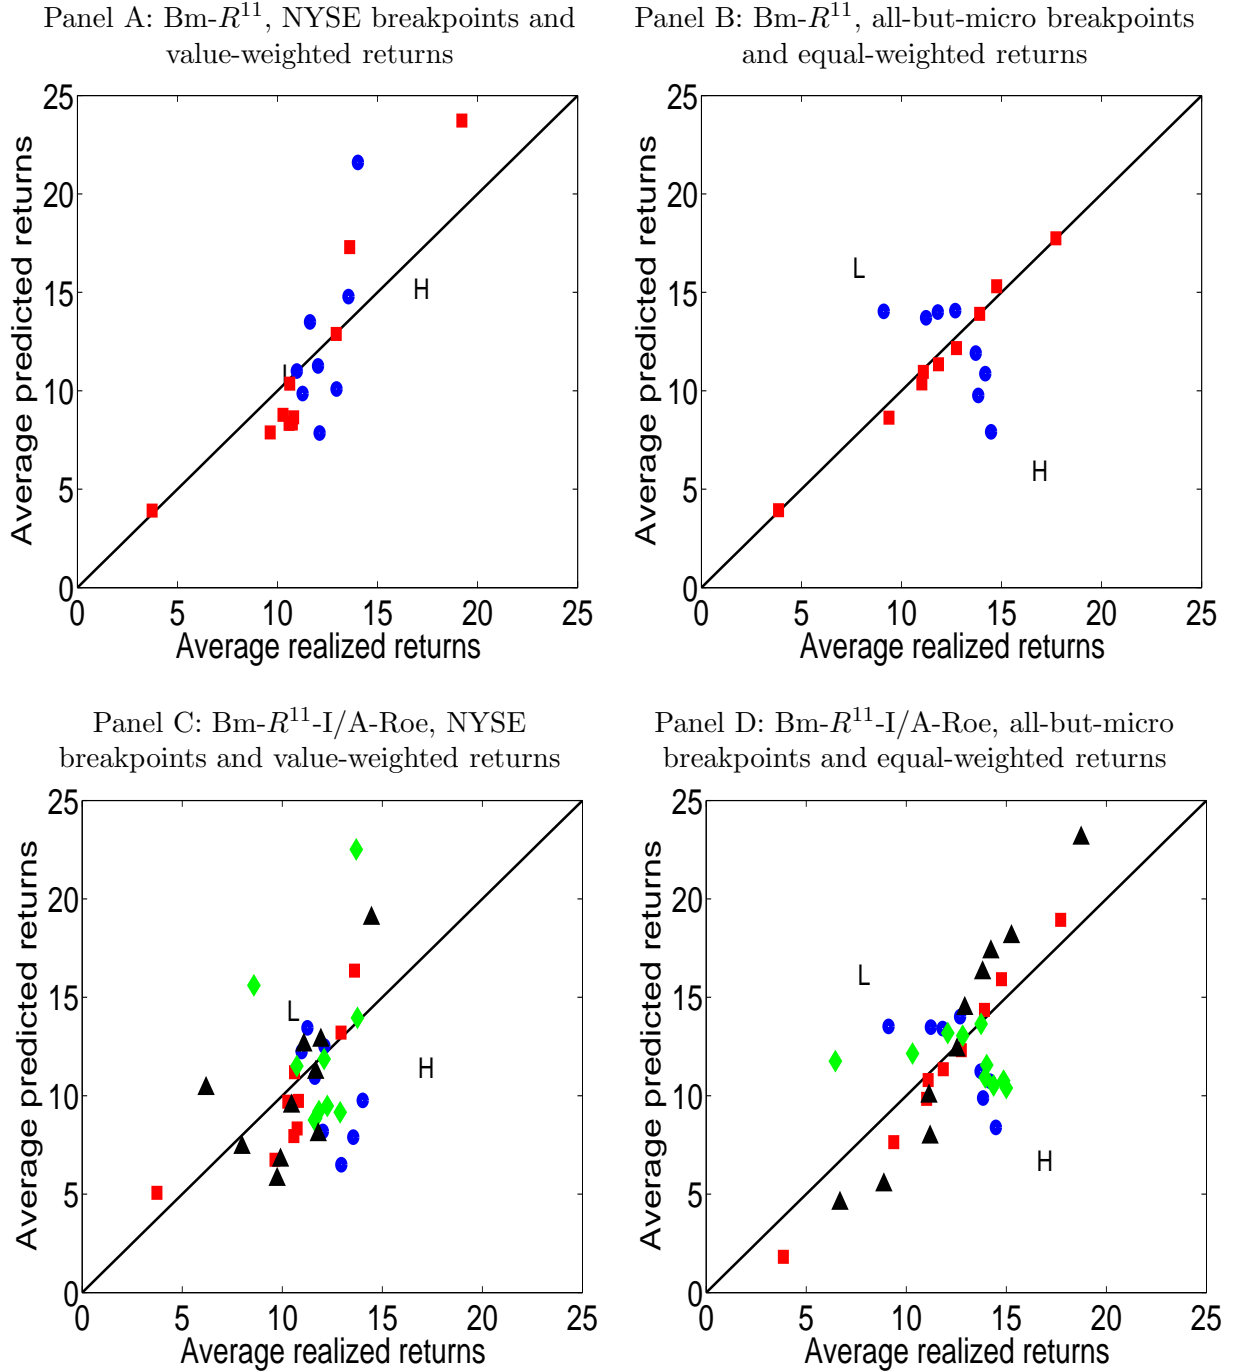 Panel A: Bm-R¹¹, NYSE breakpoints and
value-weighted returns
25
20
15
10
5
0
0 5 10 15 20 25
Average predicted returns
Average realized returns
L
H
Panel B: Bm-R¹¹, all-but-micro breakpoints
and equal-weighted returns
25
20
15
10
5
0
0 5 10 15 20 25
Average predicted returns
Average realized returns
L
H
Panel C: Bm-R¹¹-I/A-Roe, NYSE
breakpoints and value-weighted returns
25
20
15
10
5
0
0 5 10 15 20 25
Average predicted returns
Average realized returns
L
H
Panel D: Bm-R¹¹-I/A-Roe, all-but-micro
breakpoints and equal-weighted returns
25
20
15
10
5
0
0 5 10 15 20 25
Average predicted returns
Average realized returns
L
H